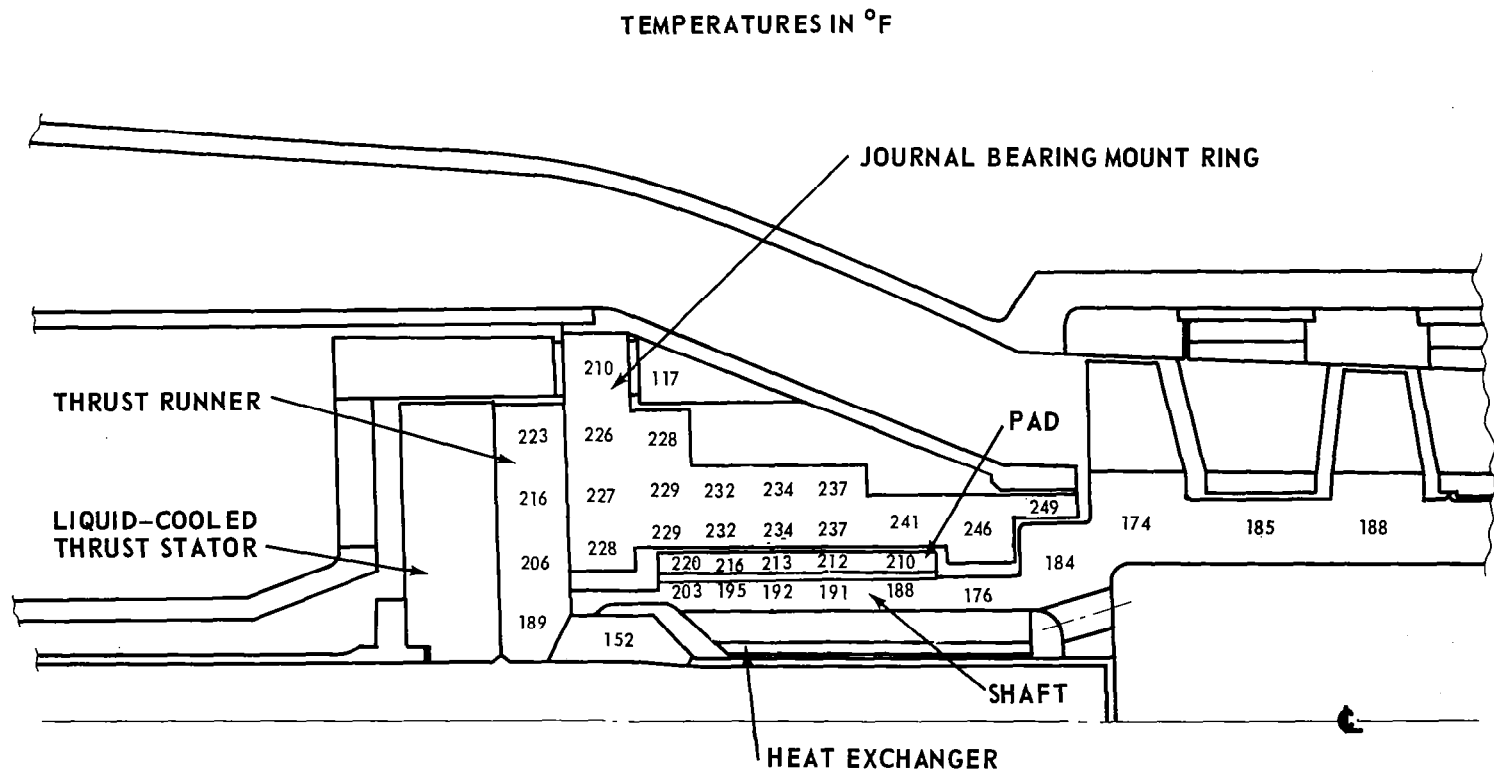 TEMPERATURES IN °F
JOURNAL BEARING MOUNT RING
210
117
THRUST RUNNER
PAD
223
226
228
216
227
229 232 234 237
249
174 185 188
LIQUID-COOLED
THRUST STATOR
229 232 234 237 241 246
206
228
220 216 213 212 210
184
203 195 192 191 188 176
189
152
SHAFT
HEAT EXCHANGER
℄